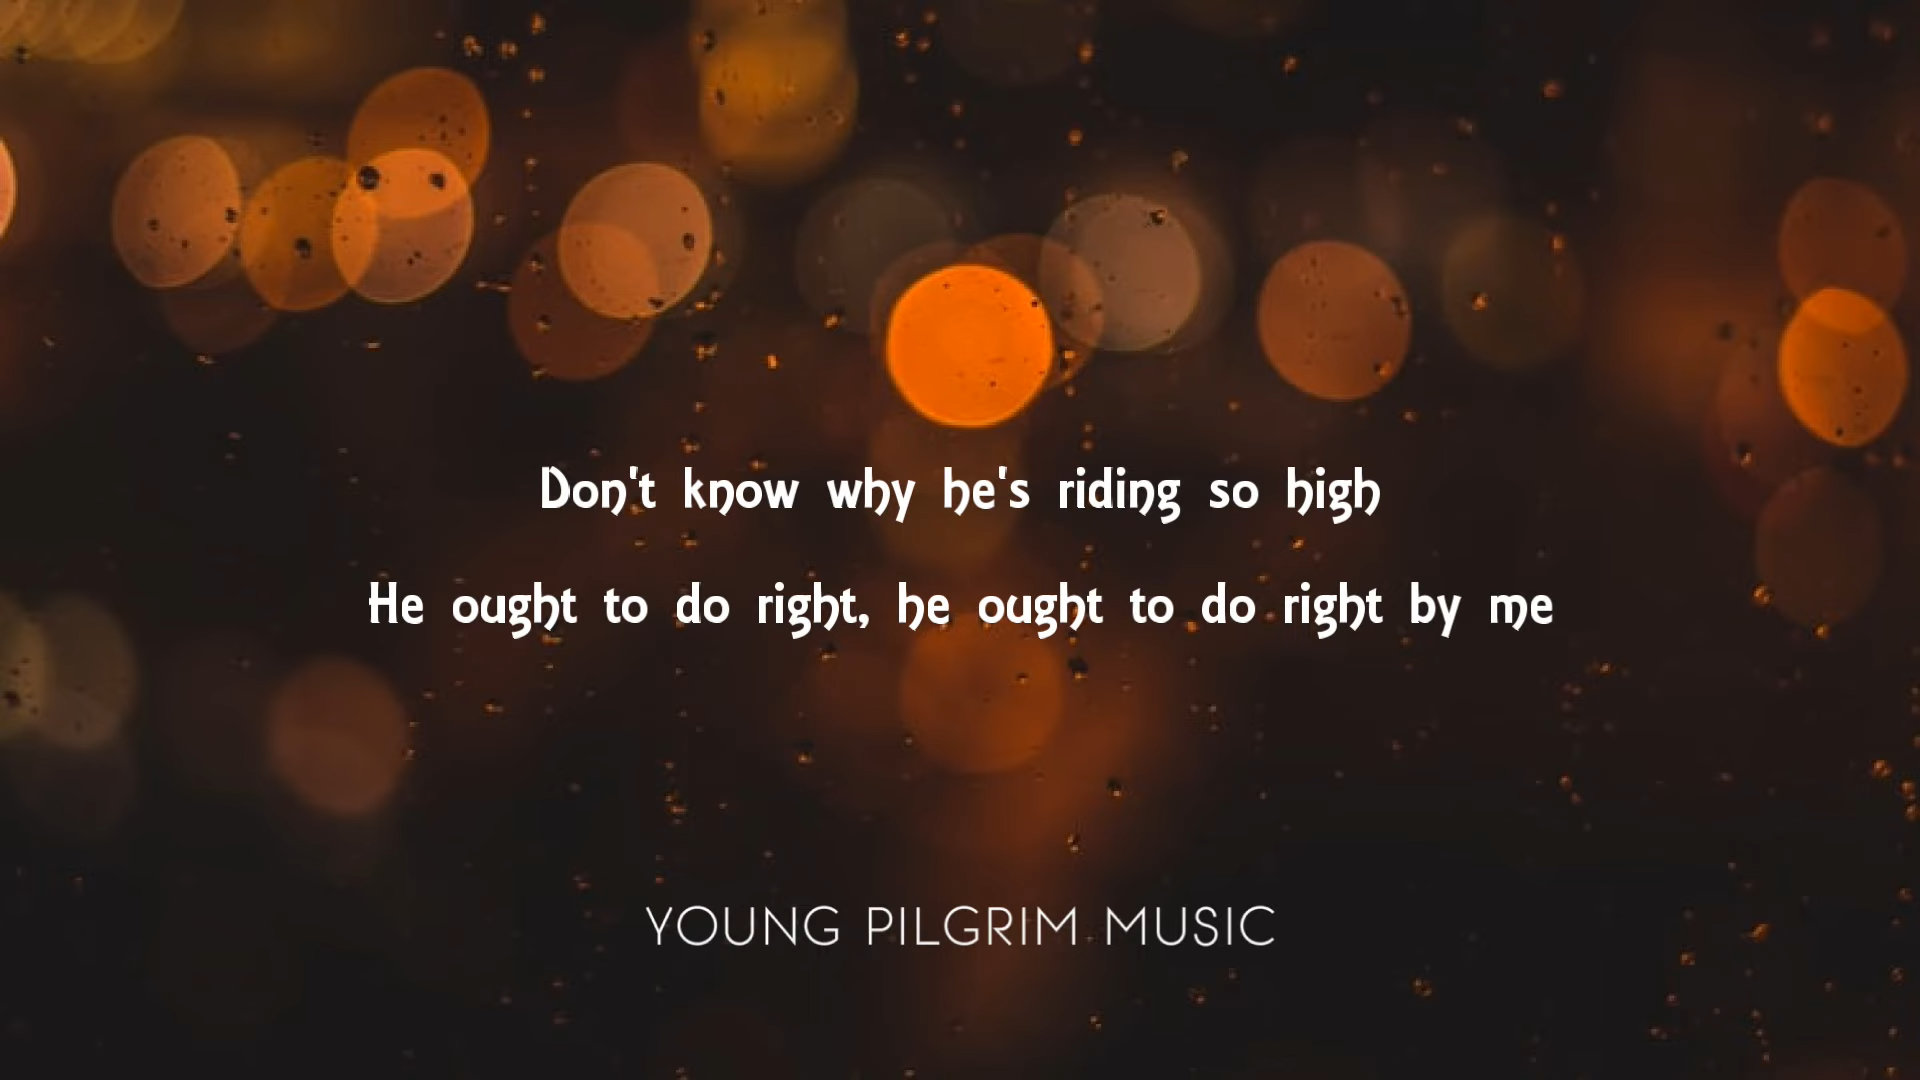 Don't know why he's riding so high
He ought to do right, he ought to do right by me
YOUNG PILGRIM MUSIC